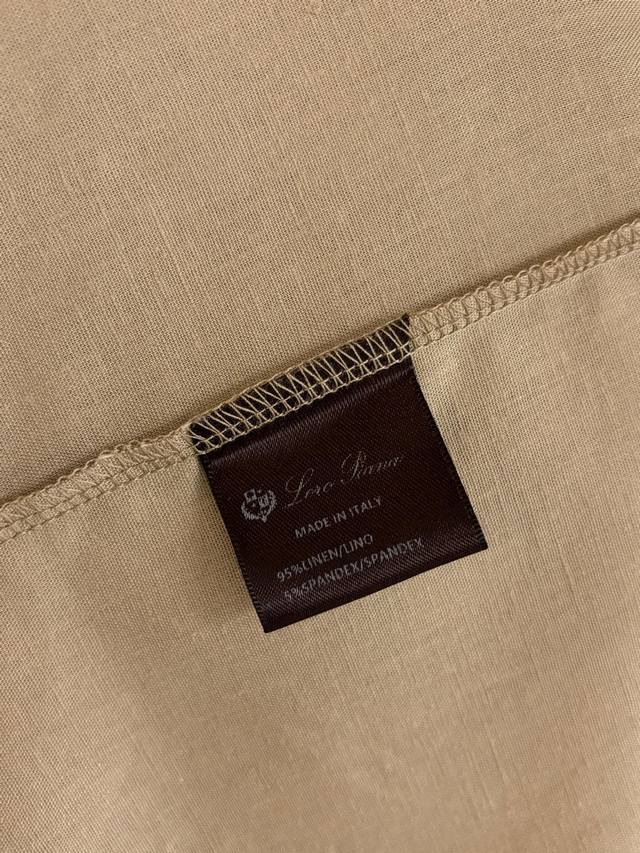 Loro Piana
MADE IN ITALY
95%LINEN/LINO
5%SPANDEX/SPANDEX